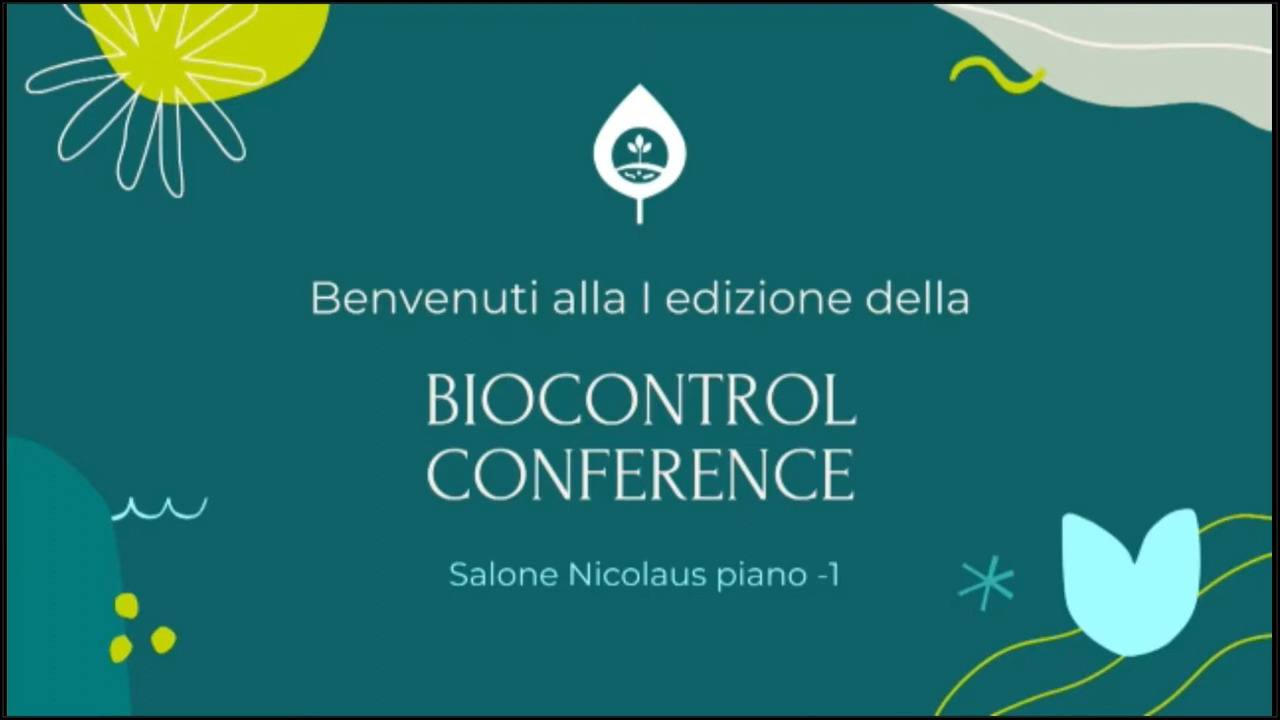 Benvenuti alla I edizione della
BIOCONTROL
CONFERENCE
Salone Nicolaus piano -1